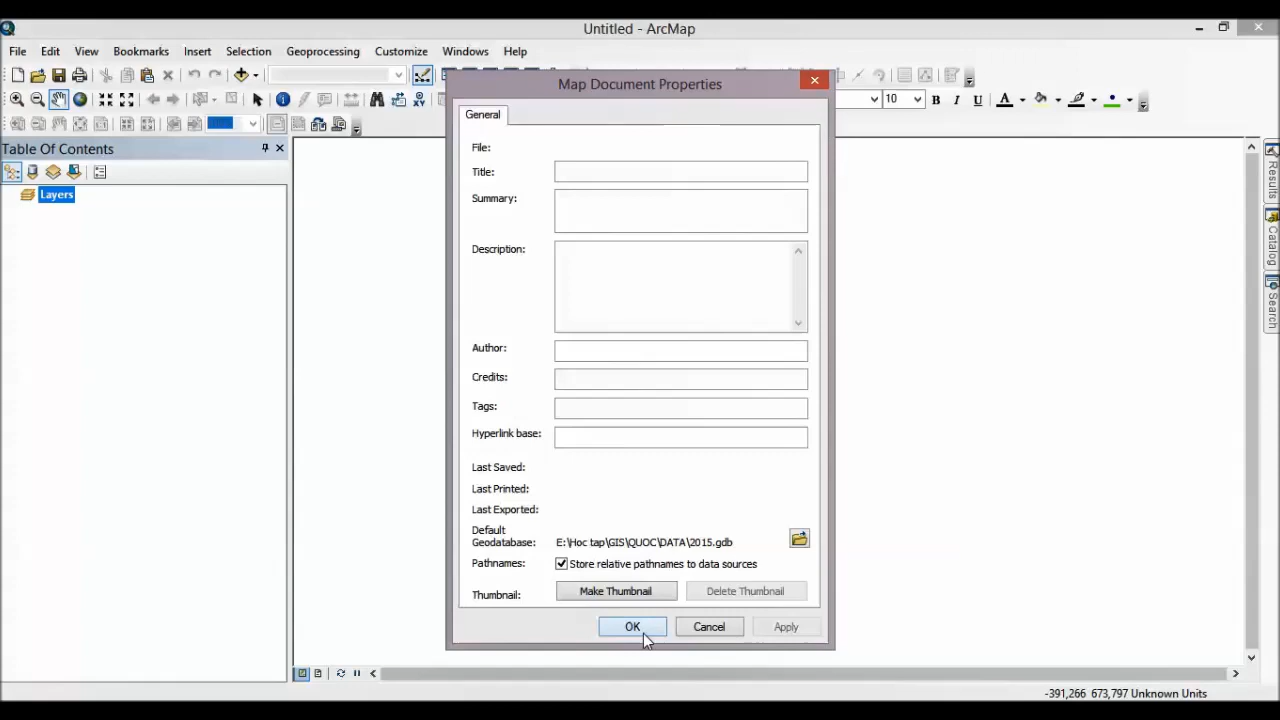 Untitled - ArcMap
File Edit View Bookmarks Insert Selection Geoprocessing Customize Windows Help
Map Document Properties
10 B I U A
General
Table Of Contents
File:
Title:
Layers
Summary:
Description:
Results
Catalog
Search
Author:
Credits:
Tags:
Hyperlink base:
Last Saved:
Last Printed:
Last Exported:
Default
Geodatabase: E:\Hoc tap\GIS\QUOC\DATA\2015.gdb
Pathnames: Store relative pathnames to data sources
Thumbnail: Make Thumbnail Delete Thumbnail
OK Cancel Apply
-391,266 673,797 Unknown Units